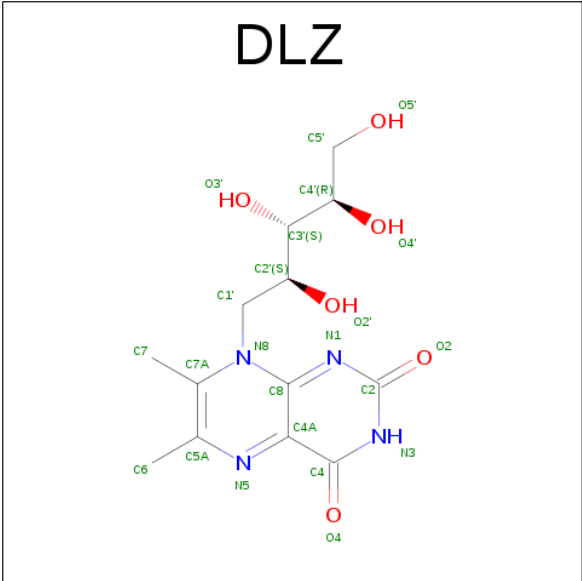 DLZ
O5'
OH
C5'
O3'
C4'(R)
HO
OH
C3'(S)
O4'
C2'(S)
C1'
OH
O2'
C7
N8
N1
O2
C7A
N
N
O
C8
C2
C4A
NH
C6
C5A
N
C4
N3
N5
O
O4